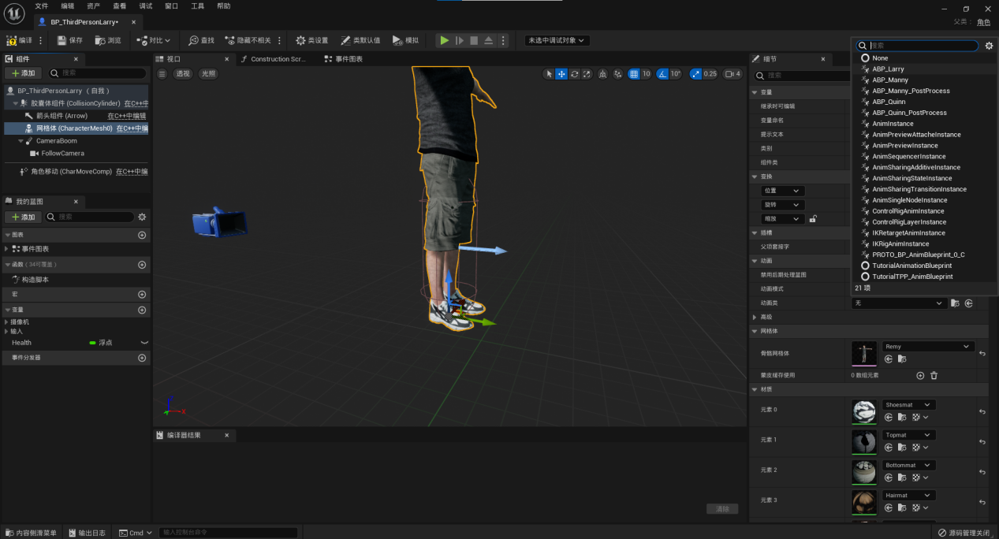 文件 编辑 资产 查看 调试 窗口 工具 帮助
BP_ThirdPersonLarry*
父类： 角色
编译 保存 浏览 对比 查找 隐藏不相关 类设置 类默认值 模拟 未选中调试对象
组件
添加 搜索
BP_ThirdPersonLarry （自我）
胶囊体组件 (CollisionCylinder) 在C++中
箭头组件 (Arrow) 在C++中编辑
网格体 (CharacterMesh0) 在C++中编
CameraBoom
FollowCamera
角色移动 (CharMoveComp) 在C++中编
我的蓝图
添加 搜索
图表
事件图表
函数（34可覆盖）
构造脚本
宏
变量
摄像机
输入
Health 浮点
事件分发器
视口 Construction Scr... 事件图表
透视 光照
10 10° 0.25 4
编译器结果
清除
细节
搜索
变量
继承时可编辑
变量命名
提示文本
类别
组件类
变换
位置
旋转
缩放
插槽
父项套接字
动画
禁用后期处理蓝图
动画模式
动画类 无
高级
网格体
骨骼网格体 Remy
蒙皮缓存使用 0 数组元素
材质
元素 0 Shoesmat
元素 1 Topmat
元素 2 Bottommat
元素 3 Hairmat
搜索
None
ABP_Larry
ABP_Manny
ABP_Manny_PostProcess
ABP_Quinn
ABP_Quinn_PostProcess
AnimInstance
AnimPreviewAttacheInstance
AnimPreviewInstance
AnimSequencerInstance
AnimSharingAdditiveInstance
AnimSharingStateInstance
AnimSharingTransitionInstance
AnimSingleNodeInstance
ControlRigAnimInstance
ControlRigLayerInstance
IKRetargetAnimInstance
IKRigAnimInstance
PROTO_BP_AnimBlueprint_0_C
TutorialAnimationBlueprint
TutorialTPP_AnimBlueprint
21 项
内容侧滑菜单 输出日志 Cmd 输入控制台命令 源码管理关闭